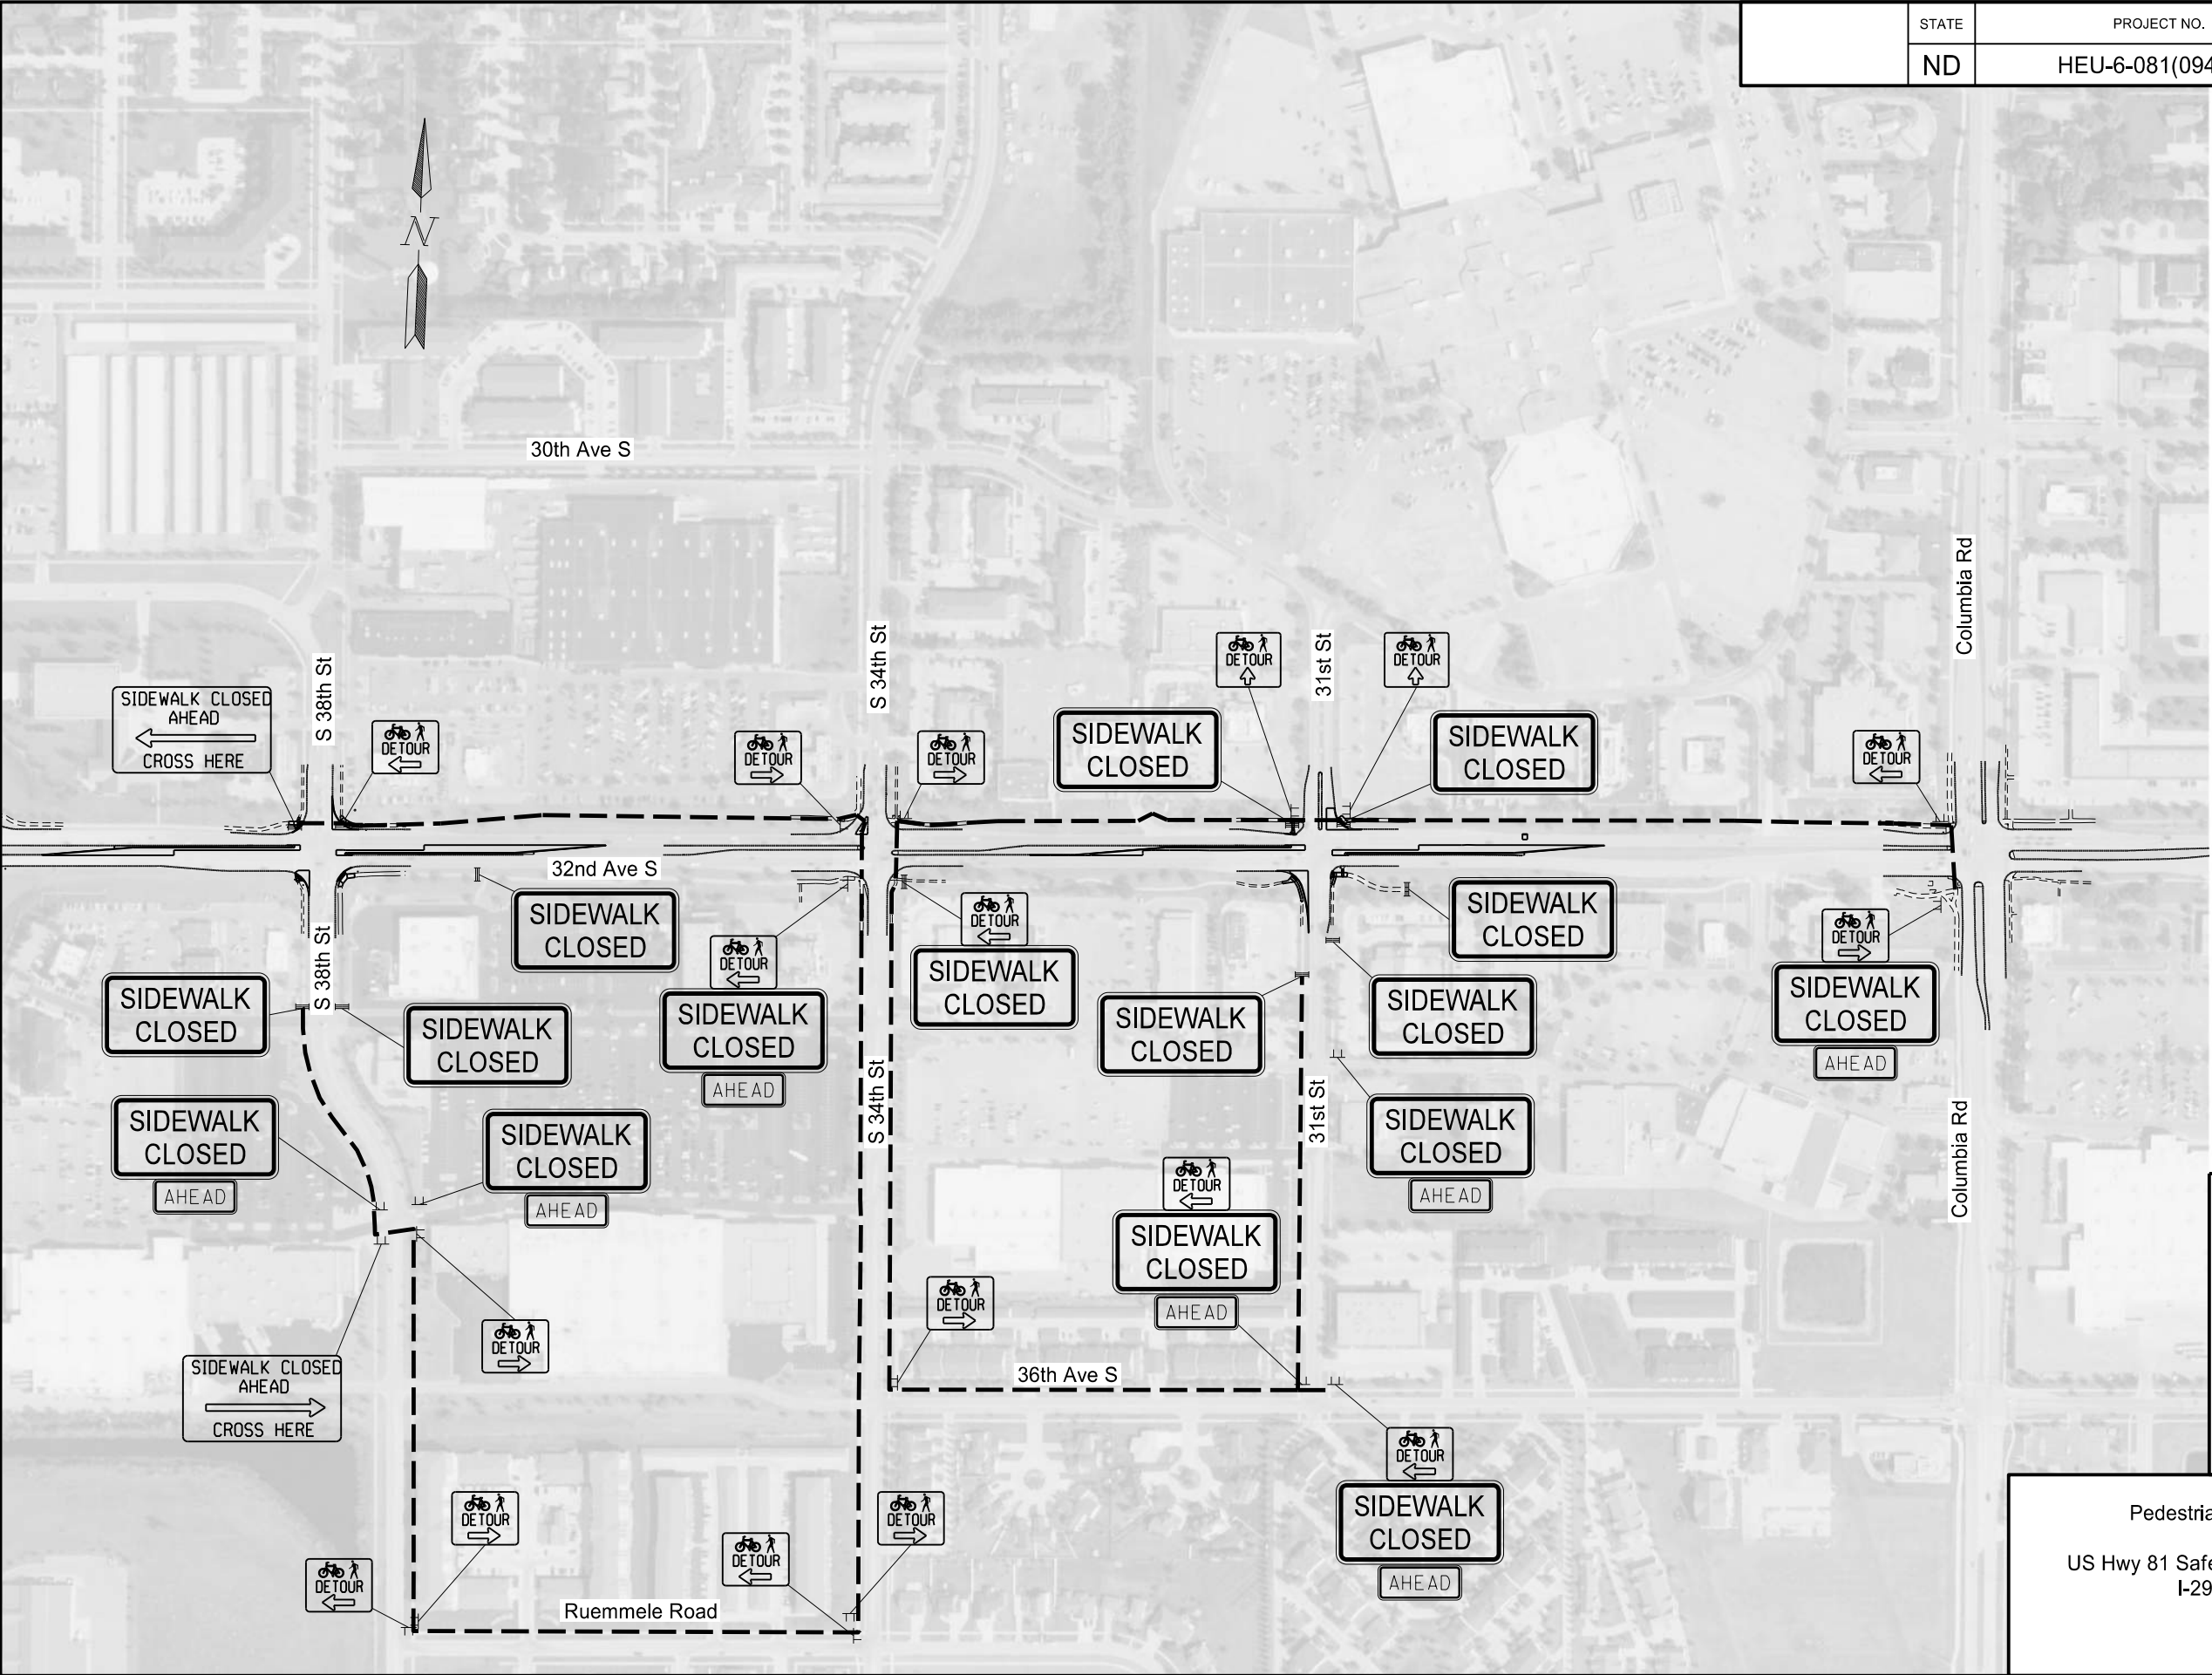 STATE
PROJECT NO.
ND
HEU-6-081(094
N
30th Ave S
Columbia Rd
S 38th St
S 34th St
31st St
DETOUR
DETOUR
SIDEWALK CLOSED
AHEAD
CROSS HERE
DETOUR
DETOUR
DETOUR
SIDEWALK
CLOSED
SIDEWALK
CLOSED
DETOUR
32nd Ave S
SIDEWALK
CLOSED
DETOUR
SIDEWALK
CLOSED
AHEAD
DETOUR
SIDEWALK
CLOSED
SIDEWALK
CLOSED
DETOUR
SIDEWALK
CLOSED
AHEAD
S 38th St
SIDEWALK
CLOSED
SIDEWALK
CLOSED
SIDEWALK
CLOSED
SIDEWALK
CLOSED
S 34th St
31st St
Columbia Rd
SIDEWALK
CLOSED
AHEAD
SIDEWALK
CLOSED
AHEAD
SIDEWALK
CLOSED
AHEAD
DETOUR
SIDEWALK
CLOSED
AHEAD
DETOUR
DETOUR
36th Ave S
SIDEWALK CLOSED
AHEAD
CROSS HERE
DETOUR
SIDEWALK
CLOSED
AHEAD
DETOUR
DETOUR
DETOUR
DETOUR
Ruemmele Road
Pedestria
US Hwy 81 Safe
I-29